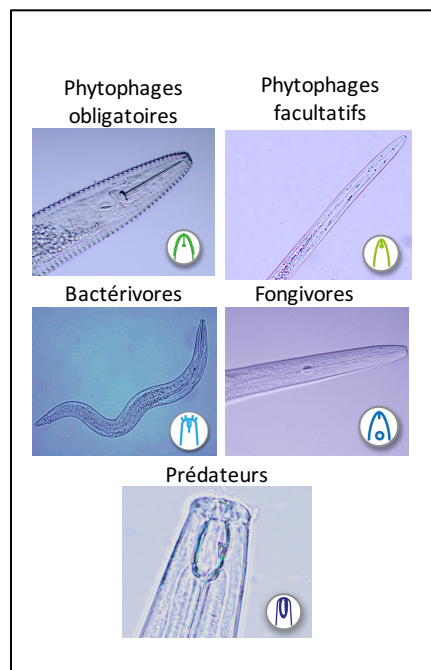 Phytophages
obligatoires
Phytophages
facultatifs
Bactérivores
Fongivores
Prédateurs